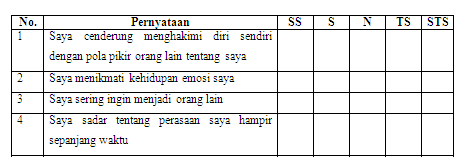 No. Pernyataan SS S N TS STS
1 Saya cenderung menghakimi diri sendiri
dengan pola pikir orang lain tentang saya
2 Saya menikmati kehidupan emosi saya
3 Saya sering ingin menjadi orang lain
4 Saya sadar tentang perasaan saya hampir
sepanjang waktu